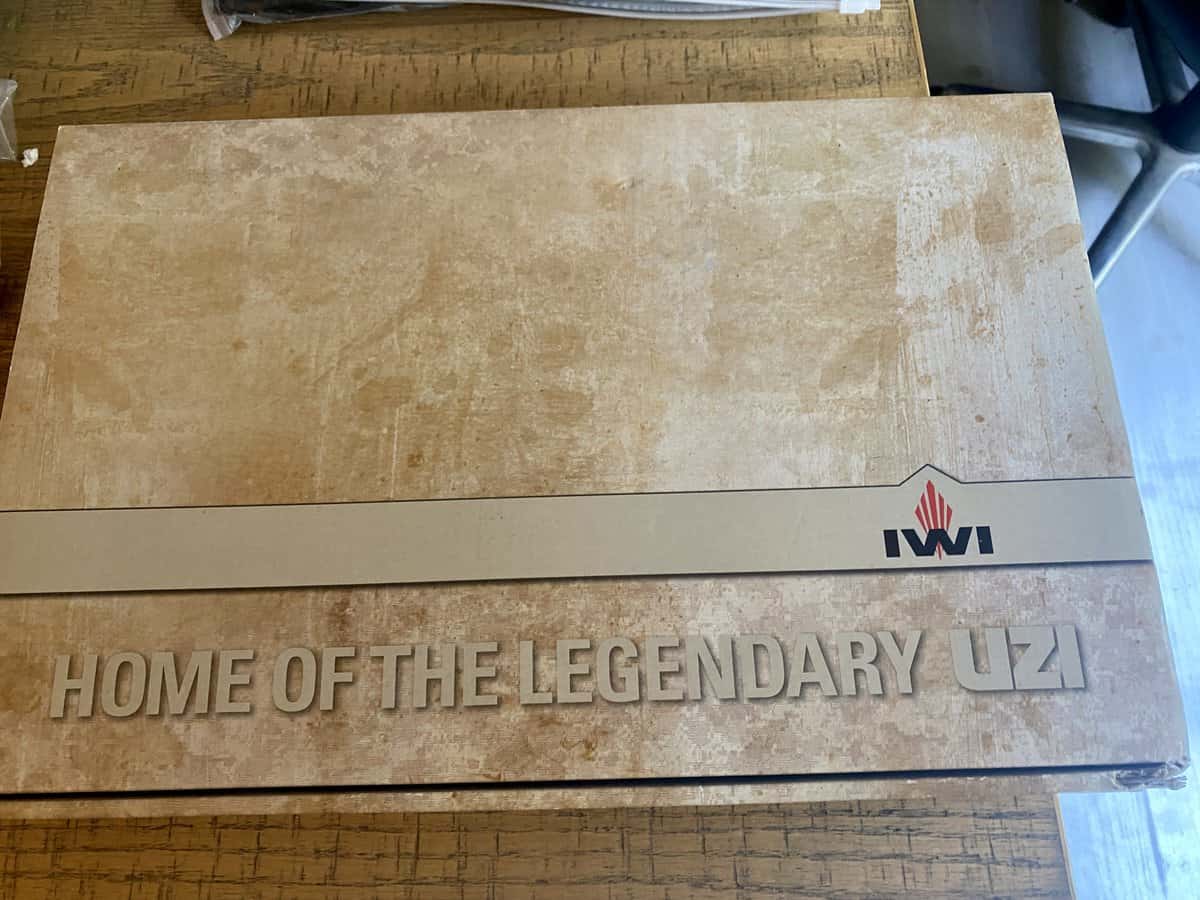 IWI
HOME OF THE LEGENDARY UZI